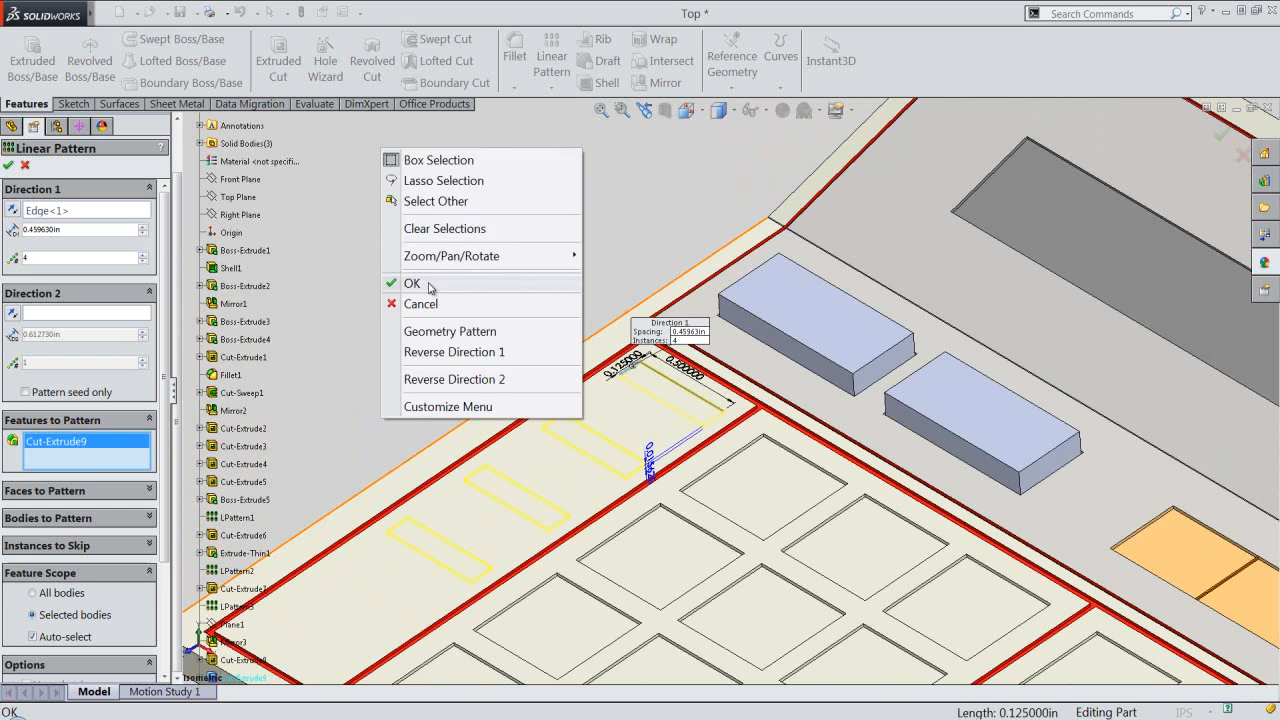 SOLIDWORKS
Top *
Search Commands
Extruded Boss/Base
Revolved Boss/Base
Swept Boss/Base
Lofted Boss/Base
Boundary Boss/Base
Extruded Cut
Hole Wizard
Revolved Cut
Swept Cut
Lofted Cut
Boundary Cut
Fillet
Linear Pattern
Rib
Draft
Shell
Wrap
Intersect
Mirror
Reference Geometry
Curves
Instant3D
Features
Sketch
Surfaces
Sheet Metal
Data Migration
Evaluate
DimXpert
Office Products
Linear Pattern
?
Direction 1
Edge<1>
0.459630in
4
Direction 2
0.612730in
1
Pattern seed only
Features to Pattern
Cut-Extrude9
Faces to Pattern
Bodies to Pattern
Instances to Skip
Feature Scope
All bodies
Selected bodies
Auto-select
Options
Annotations
Solid Bodies(3)
Material <not specifi...
Front Plane
Top Plane
Right Plane
Origin
Boss-Extrude1
Shell1
Boss-Extrude2
Mirror1
Boss-Extrude3
Boss-Extrude4
Cut-Extrude1
Fillet1
Cut-Sweep1
Mirror2
Cut-Extrude2
Cut-Extrude3
Cut-Extrude4
Cut-Extrude5
Boss-Extrude5
LPattern1
Cut-Extrude6
Extrude-Thin1
LPattern2
Cut-Extrude7
LPattern3
Plane1
Mirror3
Cut-Extrude8
*Isometric
Box Selection
Lasso Selection
Select Other
Clear Selections
Zoom/Pan/Rotate
OK
Cancel
Geometry Pattern
Reverse Direction 1
Reverse Direction 2
Customize Menu
Direction 1
Spacing: 0.45963in
Instances: 4
0.125000
0.500000
Model
Motion Study 1
OK
Length: 0.125000in
Editing Part
IPS